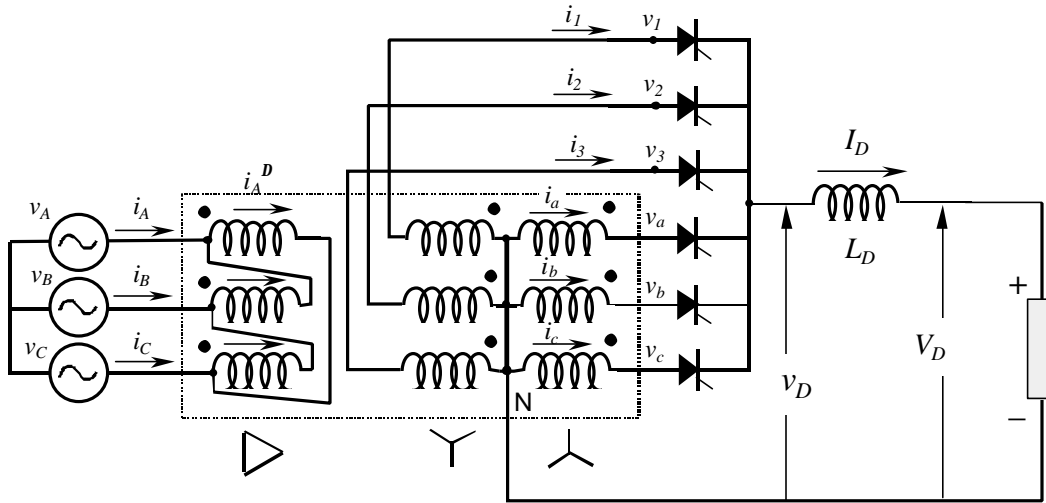 i1
v1
i2
v2
i3
v3
iA D
ia
va
vA
iA
vB
iB
ib
vb
vC
iC
ic
vc
N
ID
LD
vD
VD
+
−